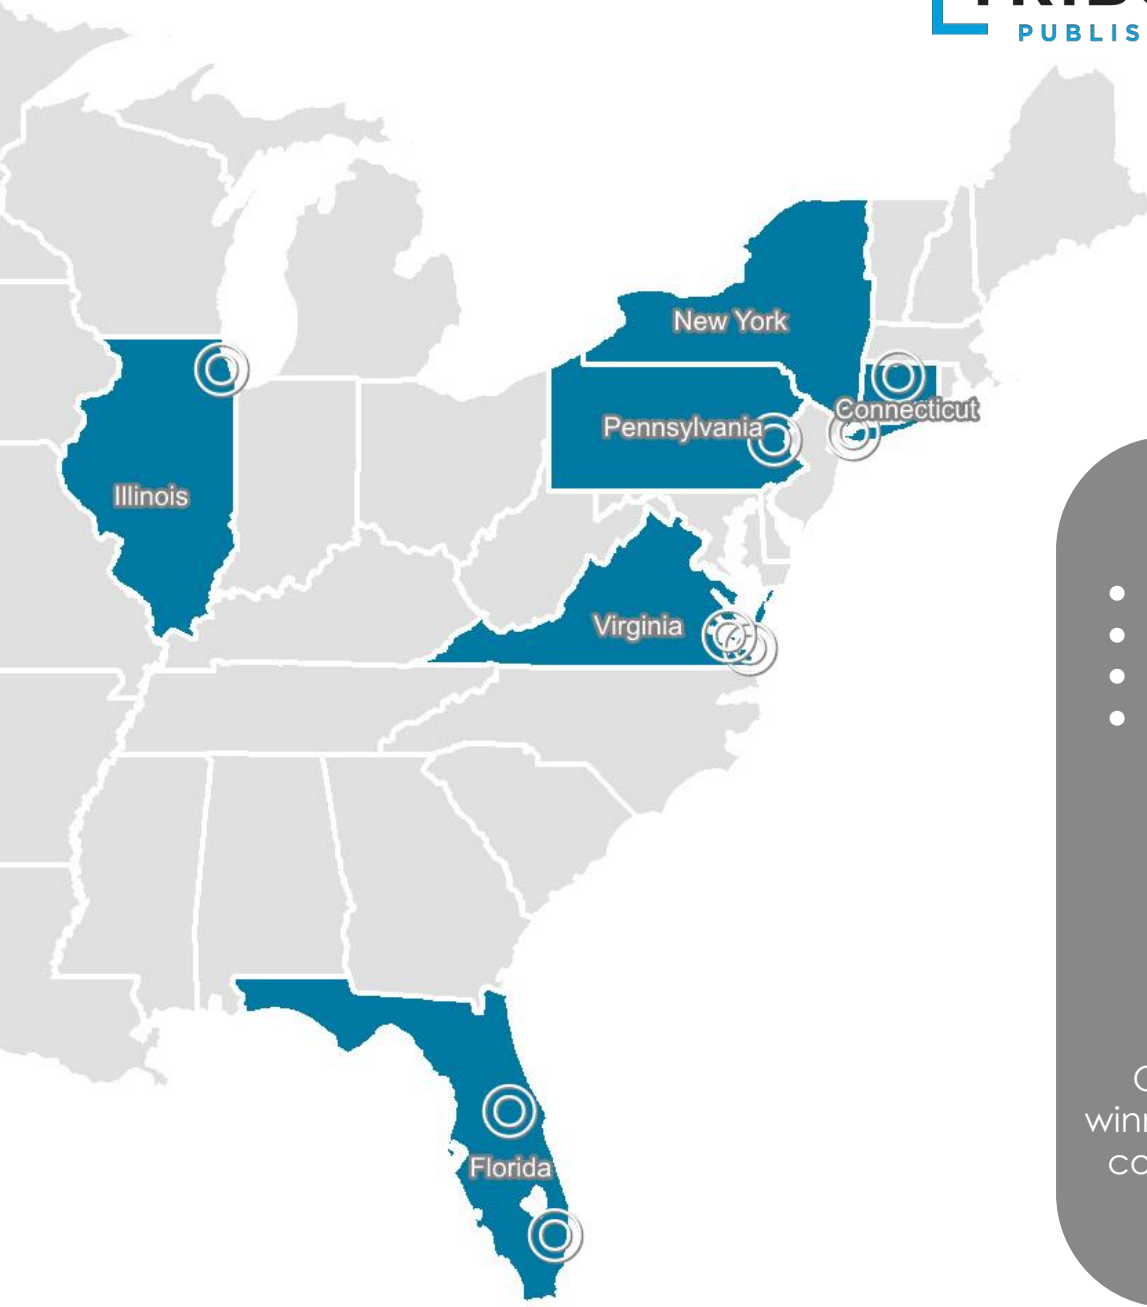 PUBLIS
New York
Connecticut
Pennsylvania
Illinois
Virginia
Florida